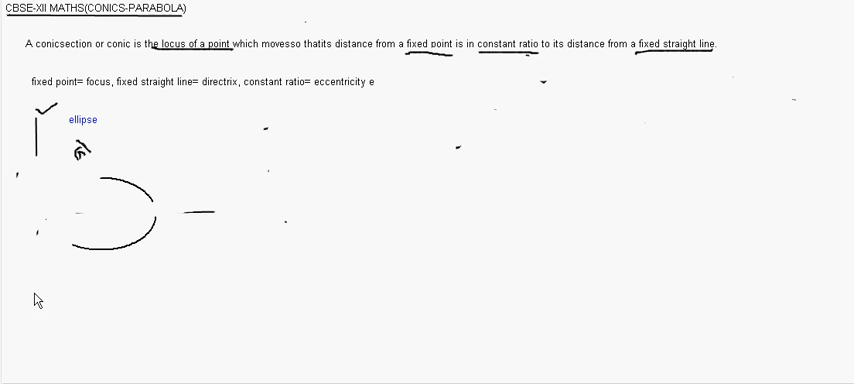 CBSE-XII MATHS(CONICS-PARABOLA)
A conicsection or conic is the locus of a point which movesso thatits distance from a fixed point is in constant ratio to its distance from a fixed straight line.
fixed point= focus, fixed straight line= directrix, constant ratio= eccentricity e
ellipse